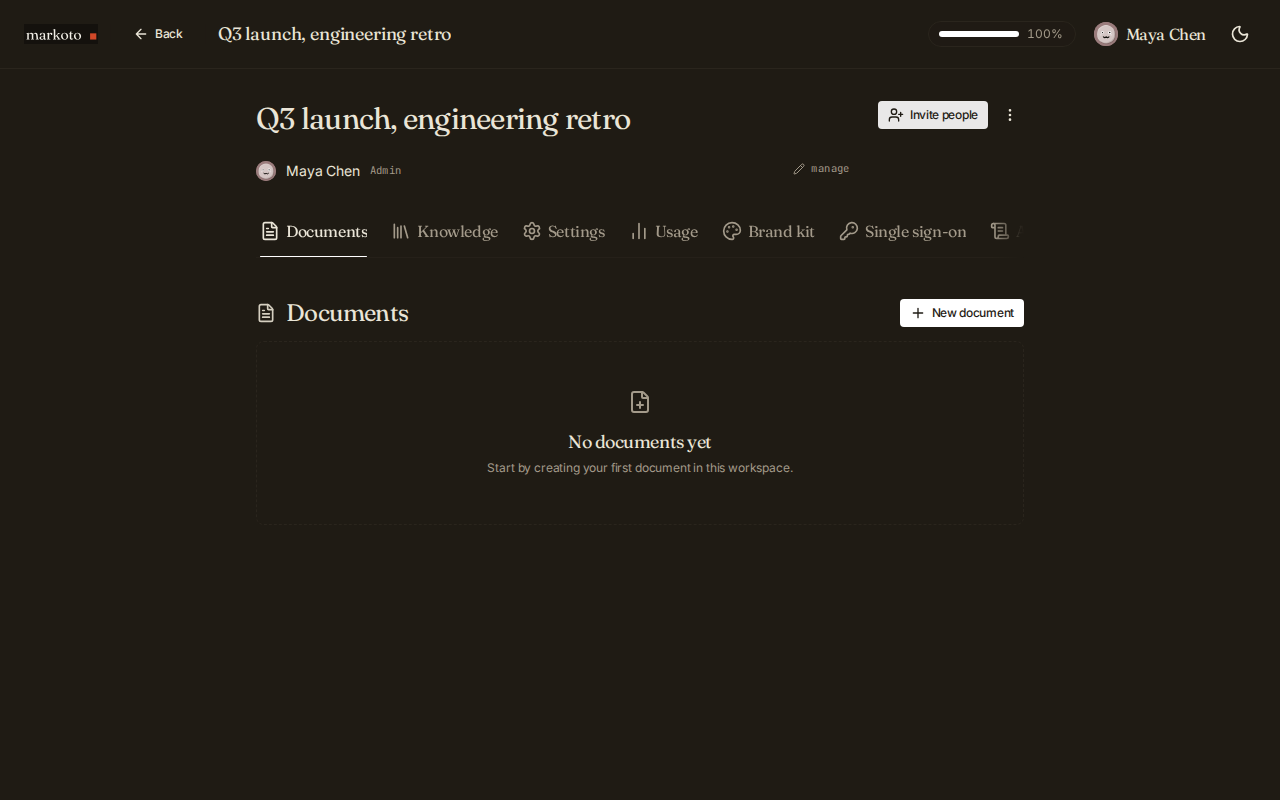 markoto
Back
Q3 launch, engineering retro
100%
Maya Chen
Q3 launch, engineering retro
Invite people
Maya Chen Admin
manage
Documents Knowledge Settings Usage Brand kit Single sign-on
Documents
New document
No documents yet
Start by creating your first document in this workspace.